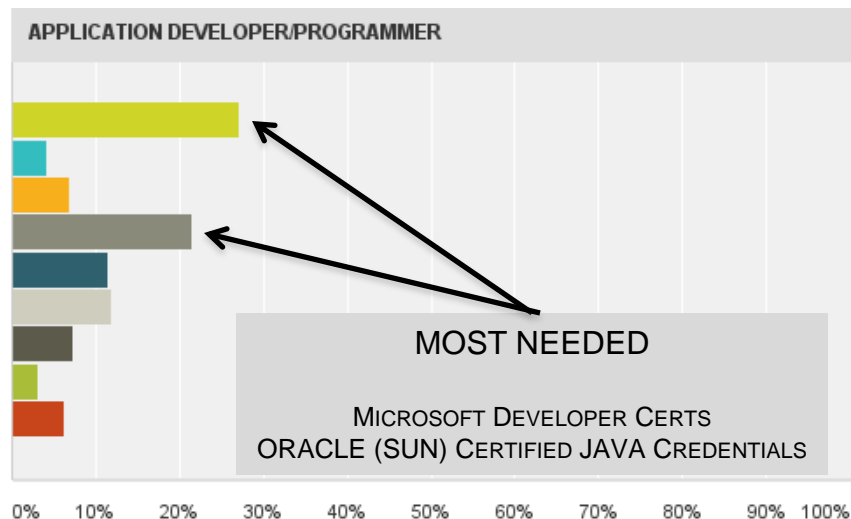 APPLICATION DEVELOPER/PROGRAMMER
MOST NEEDED
MICROSOFT DEVELOPER CERTS
ORACLE (SUN) CERTIFIED JAVA CREDENTIALS
0% 10% 20% 30% 40% 50% 60% 70% 80% 90% 100%